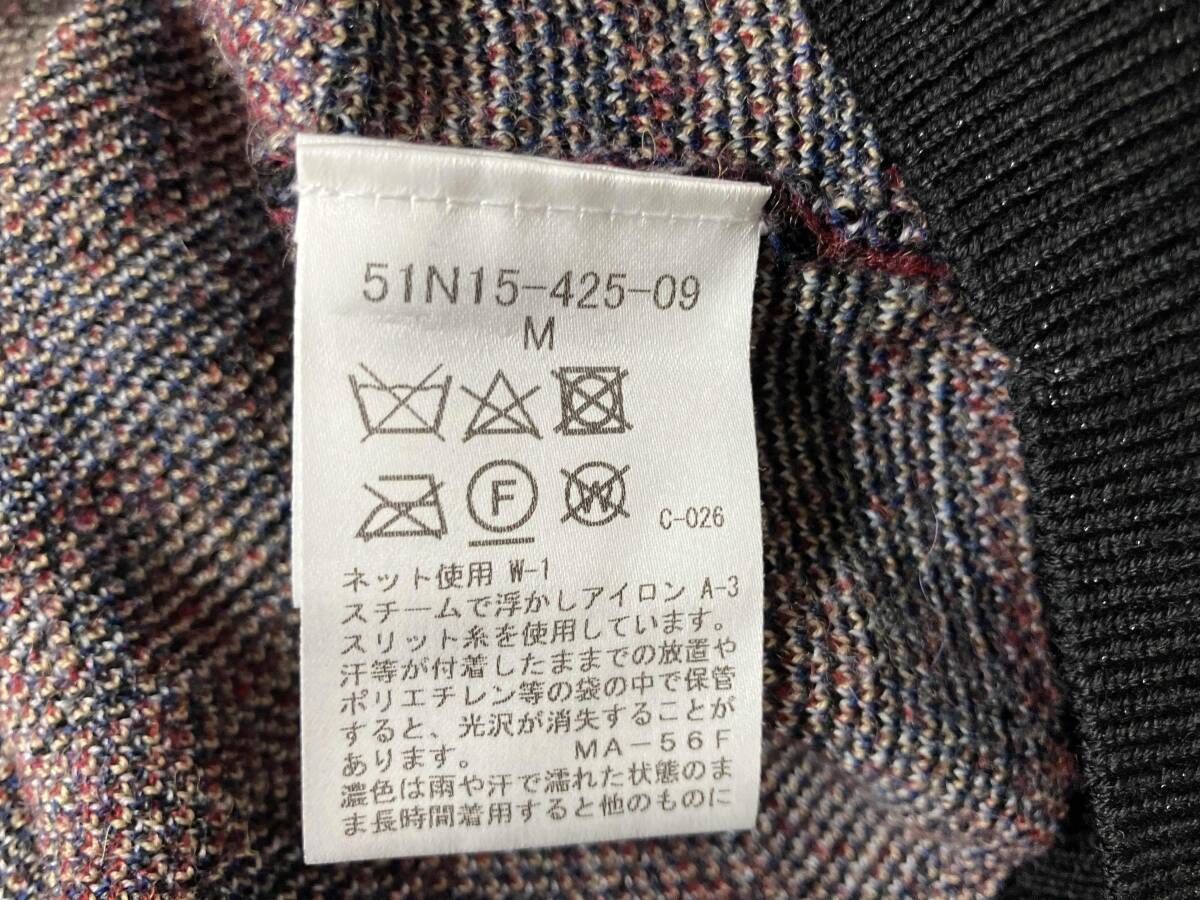 51N15-425-09
M
F
W
C-026
ネット使用 W-1
スチームで浮かしアイロン A-3
スリット糸を使用しています。
汗等が付着したままでの放置や
ポリエチレン等の袋の中で保管
すると、光沢が消失することが
あります。 MA-56F
濃色は雨や汗で濡れた状態のま
ま長時間着用すると他のものに